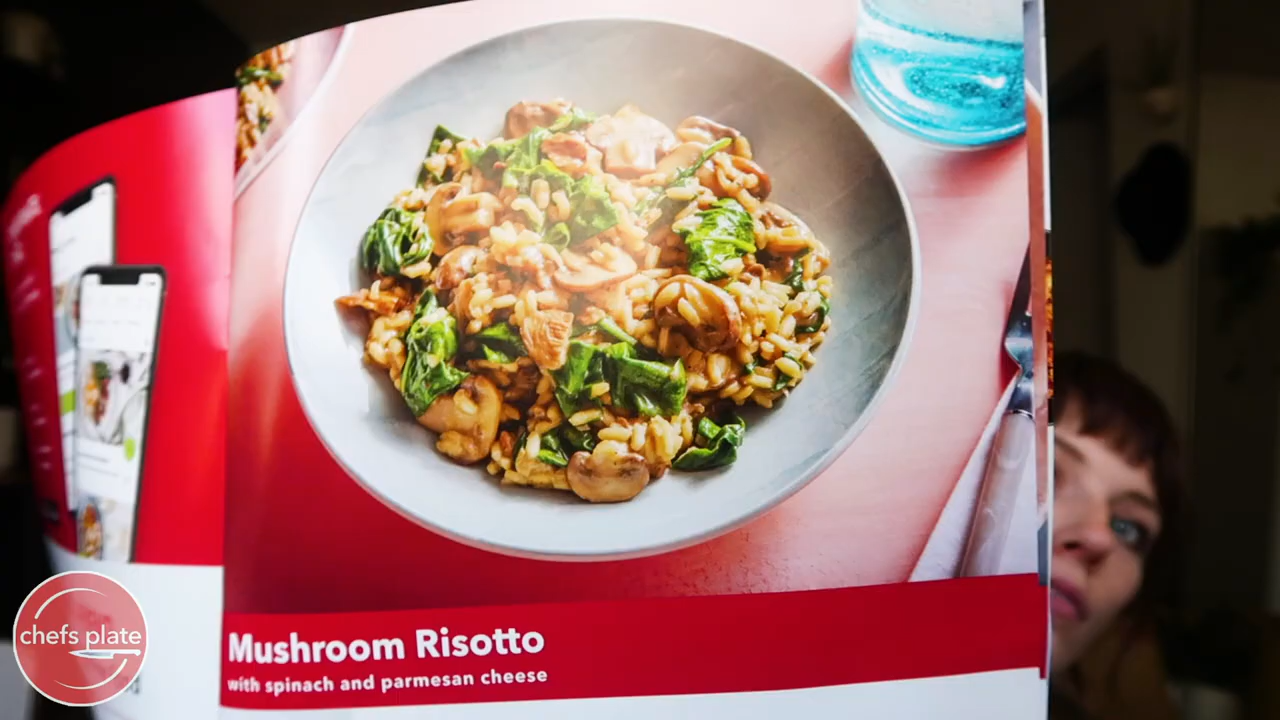 Mushroom Risotto
with spinach and parmesan cheese
chefs plate